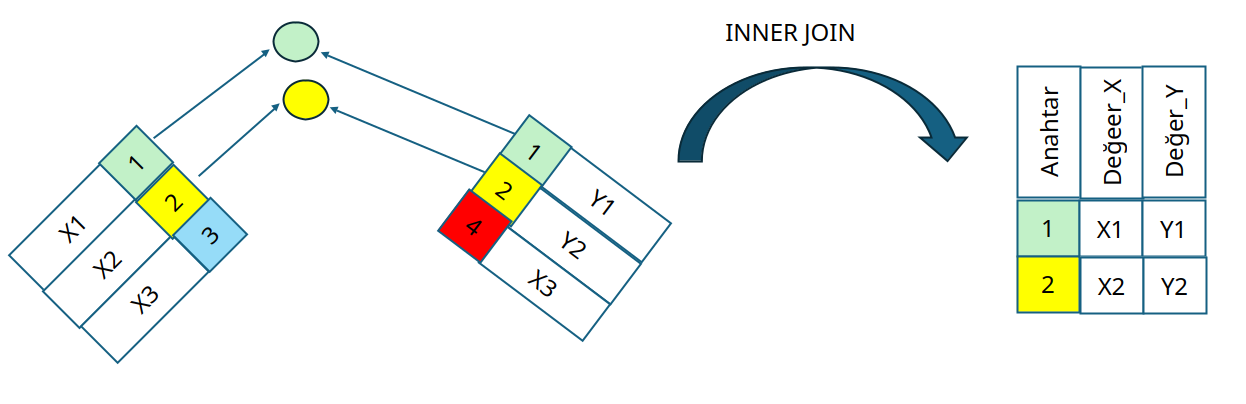 INNER JOIN
1 X1
2 X2
3 X3
1 Y1
2 Y2
4 X3
Anahtar Değeer_X Değer_Y
1 X1 Y1
2 X2 Y2